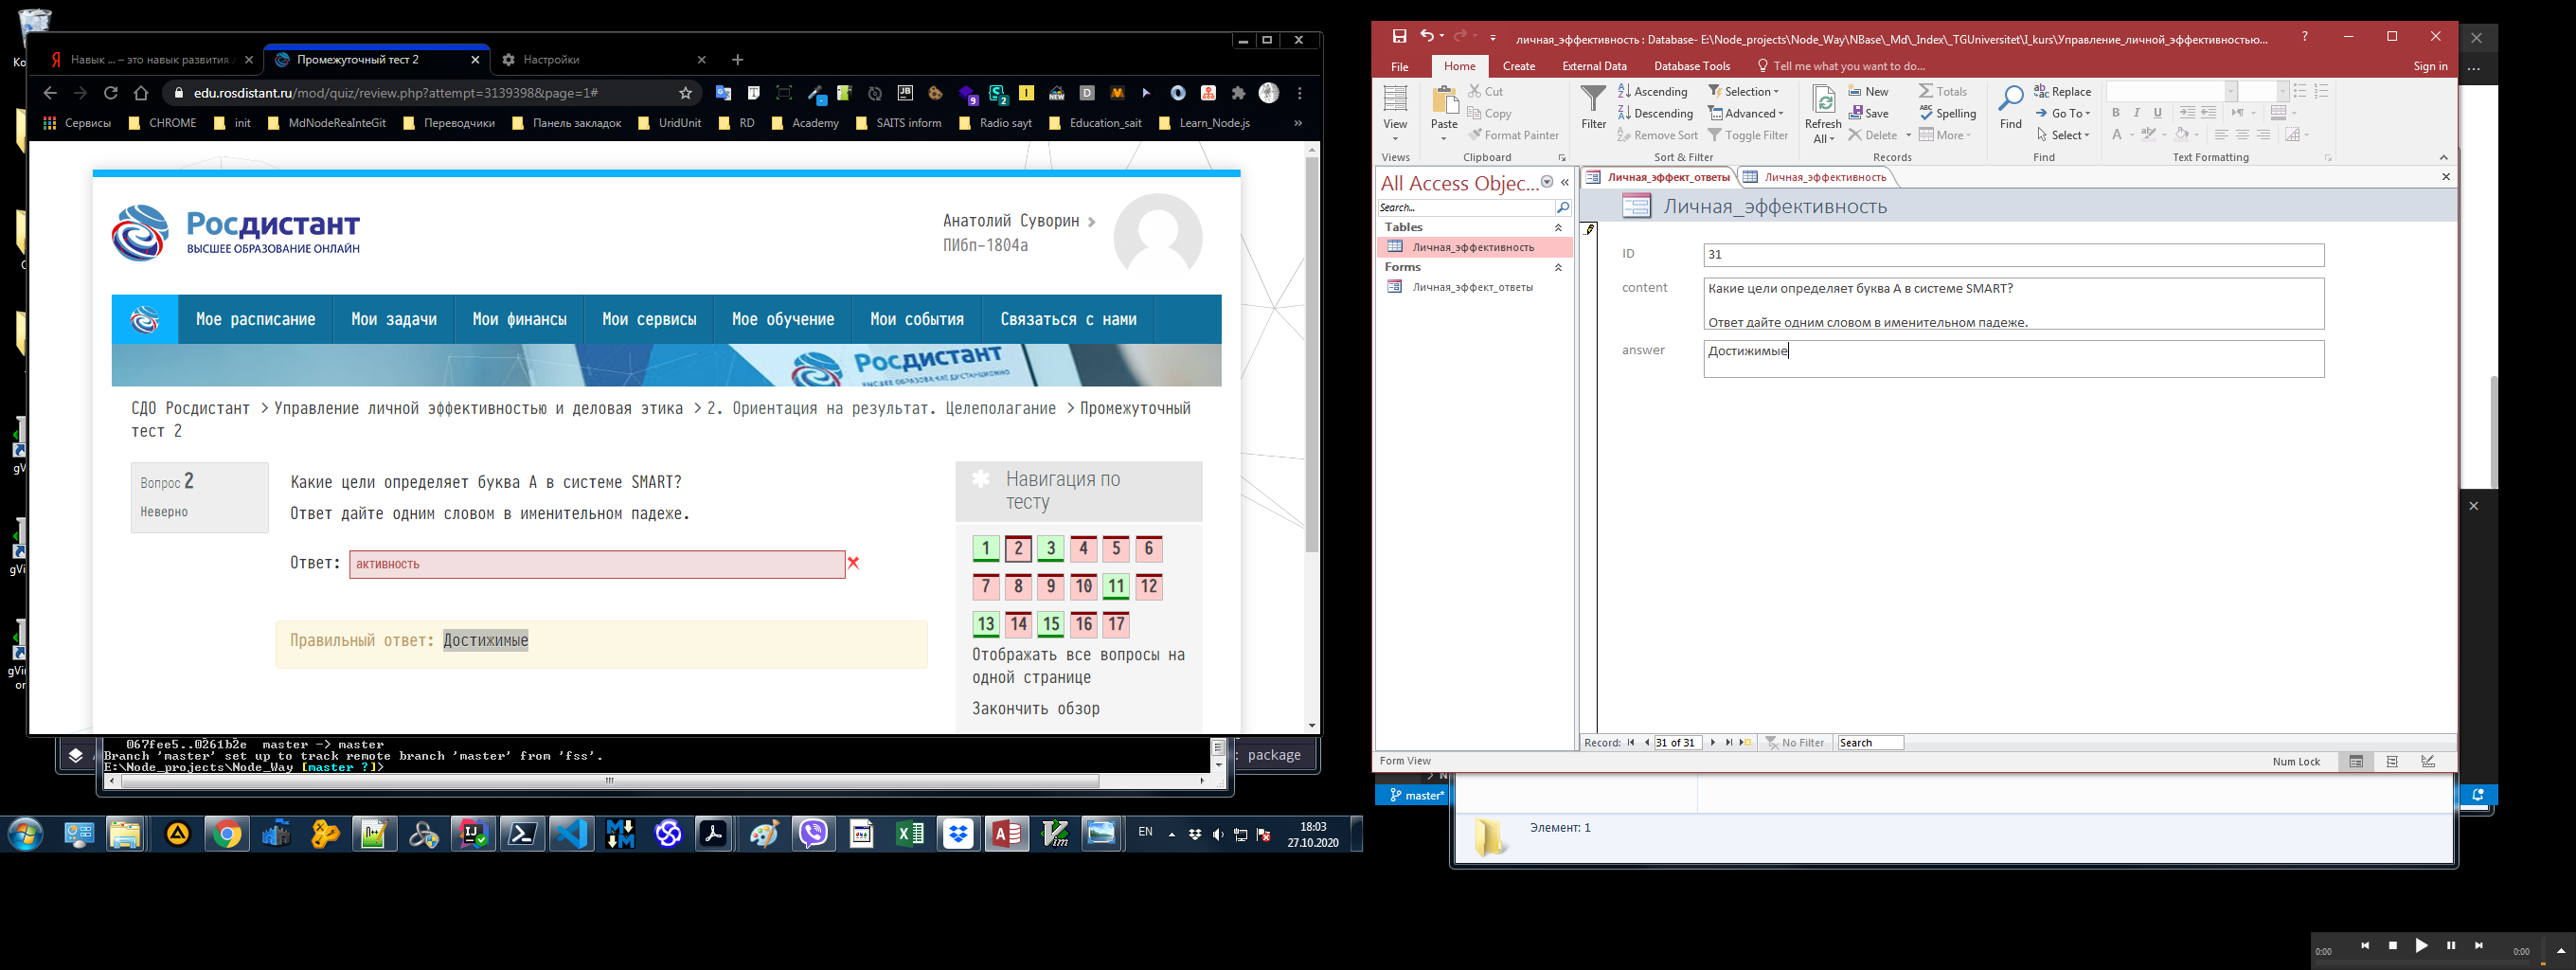 Навык ... – это навык развития
Промежуточный тест 2
Настройки
edu.rosdistant.ru/mod/quiz/review.php?attempt=3139398&page=1#
Сервисы
CHROME
init
MdNodeReaInteGit
Переводчики
Панель закладок
UridUnit
RD
Academy
SAITS inform
Radio sayt
Education_sait
Learn_Node.js
»
Росдистант
ВЫСШЕЕ ОБРАЗОВАНИЕ ОНЛАЙН
Анатолий Суворин
ПИбп-1804а
Мое расписание
Мои задачи
Мои финансы
Мои сервисы
Мое обучение
Мои события
Связаться с нами
Росдистант
СДО Росдистант > Управление личной эффективностью и деловая этика > 2. Ориентация на результат. Целеполагание > Промежуточный
тест 2
Вопрос 2
Неверно
Какие цели определяет буква А в системе SMART?
Ответ дайте одним словом в именительном падеже.
Ответ: активность
Правильный ответ: Достижимые
Навигация по
тесту
1 2 3 4 5 6
7 8 9 10 11 12
13 14 15 16 17
Отображать все вопросы на
одной странице
Закончить обзор
067fee5..0261b2e master -> master
Branch 'master' set up to track remote branch 'master' from 'fss'.
E:\Node_projects\Node_Way [master ?]>
: package
EN
18:03
27.10.2020
личная_эффективность : Database- E:\Node_projects\Node_Way\NBase\_Md\_Index\_TGUniversitet\I_kurs\Управление_личной_эффективностью...
File
Home
Create
External Data
Database Tools
Tell me what you want to do...
Sign in
View
Views
Paste
Cut
Copy
Format Painter
Clipboard
Filter
Ascending
Descending
Remove Sort
Selection
Advanced
Toggle Filter
Sort & Filter
Refresh
All
New
Save
Delete
Totals
Spelling
More
Records
Find
Replace
Go To
Select
Find
B I U
Text Formatting
All Access Objec...
Search...
Tables
Личная_эффективность
Forms
Личная_эффект_ответы
Личная_эффект_ответы
Личная_эффективность
Личная_эффективность
ID
31
content
Какие цели определяет буква А в системе SMART?
Ответ дайте одним словом в именительном падеже.
answer
Достижимые
Record:
31 of 31
No Filter
Search
Form View
Num Lock
master*
Элемент: 1
0:00
0:00